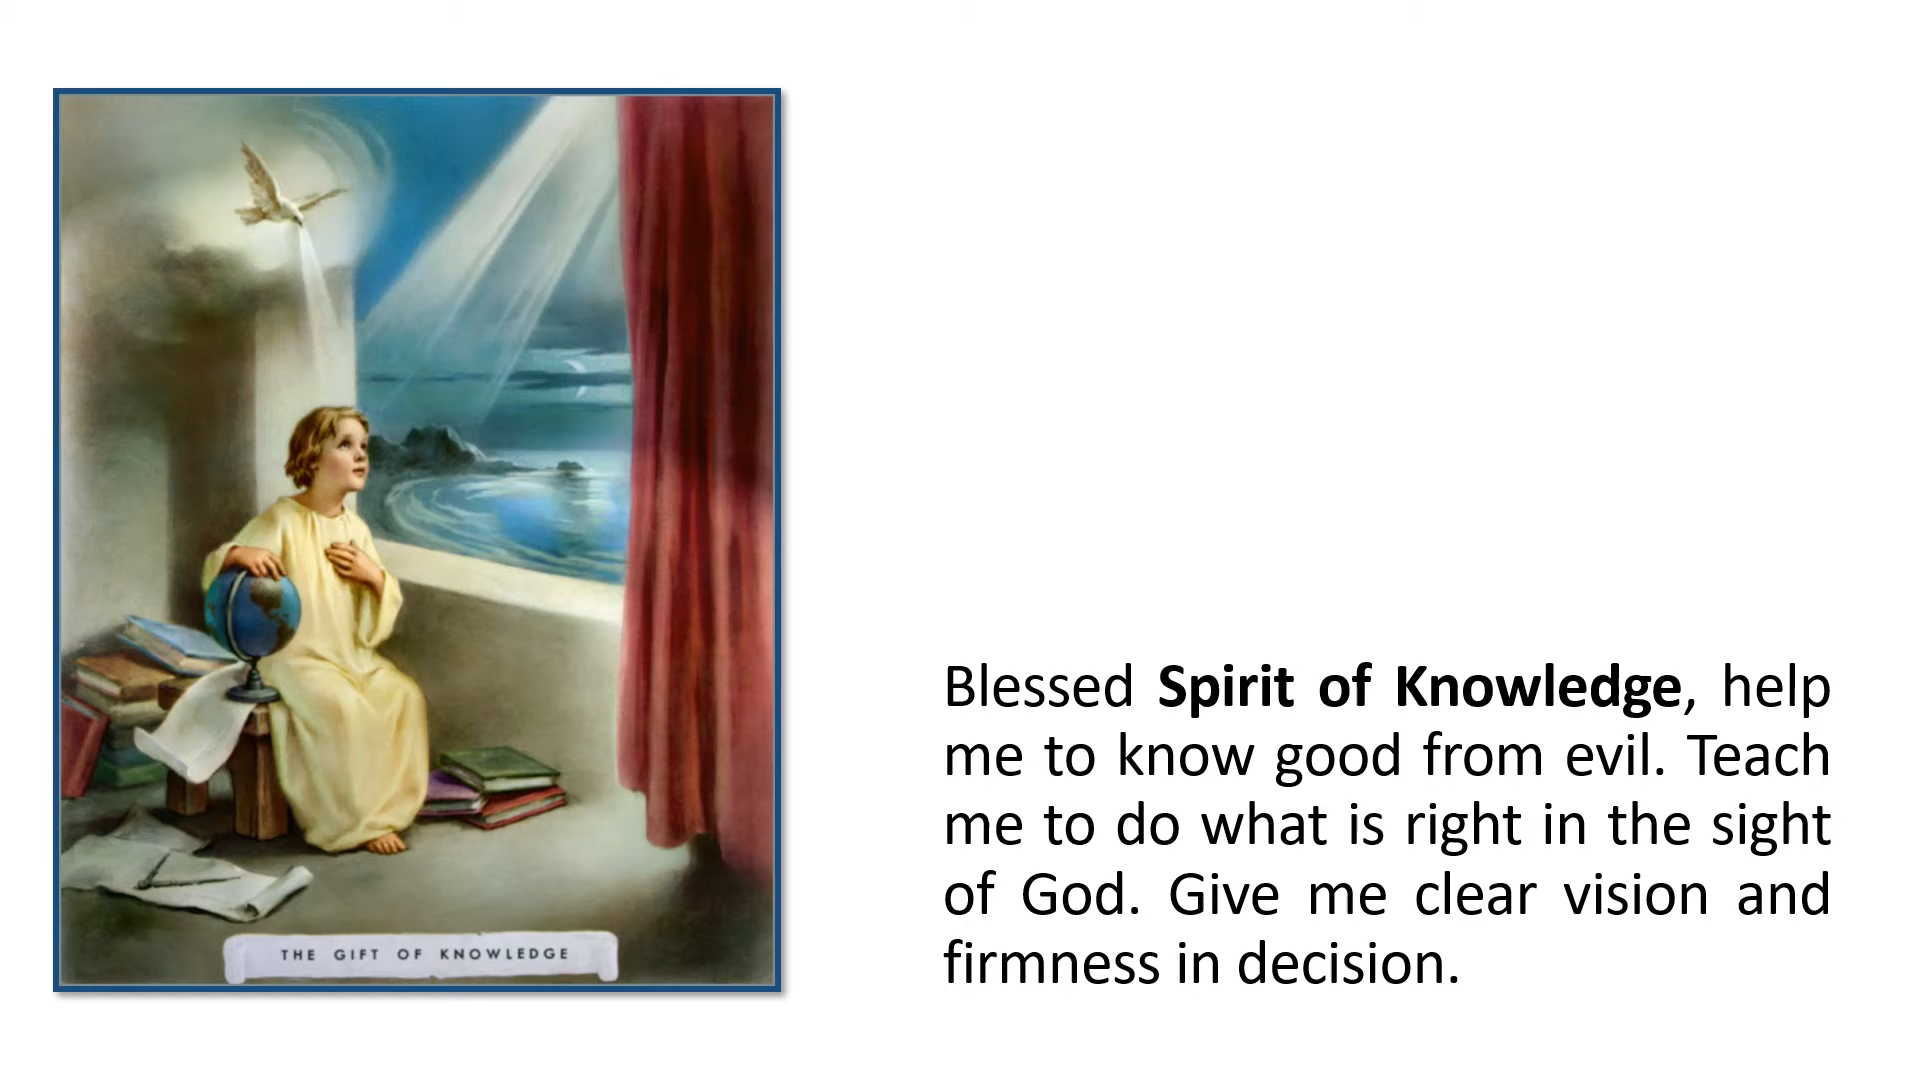 THE GIFT OF KNOWLEDGE
Blessed Spirit of Knowledge, help
me to know good from evil. Teach
me to do what is right in the sight
of God. Give me clear vision and
firmness in decision.